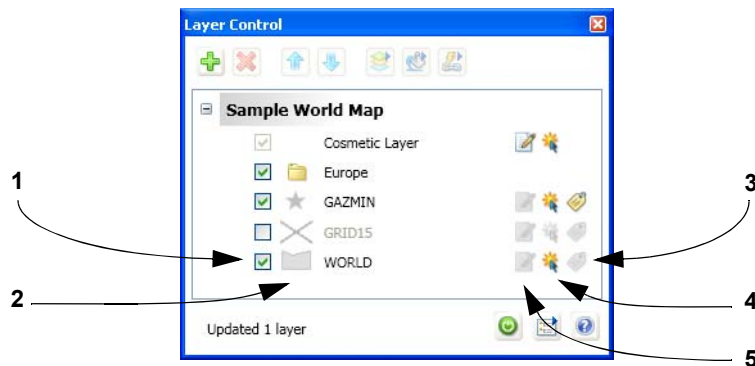 Layer Control
Sample World Map
Cosmetic Layer
Europe
1
GAZMIN
3
GRID15
WORLD
2
4
Updated 1 layer
5